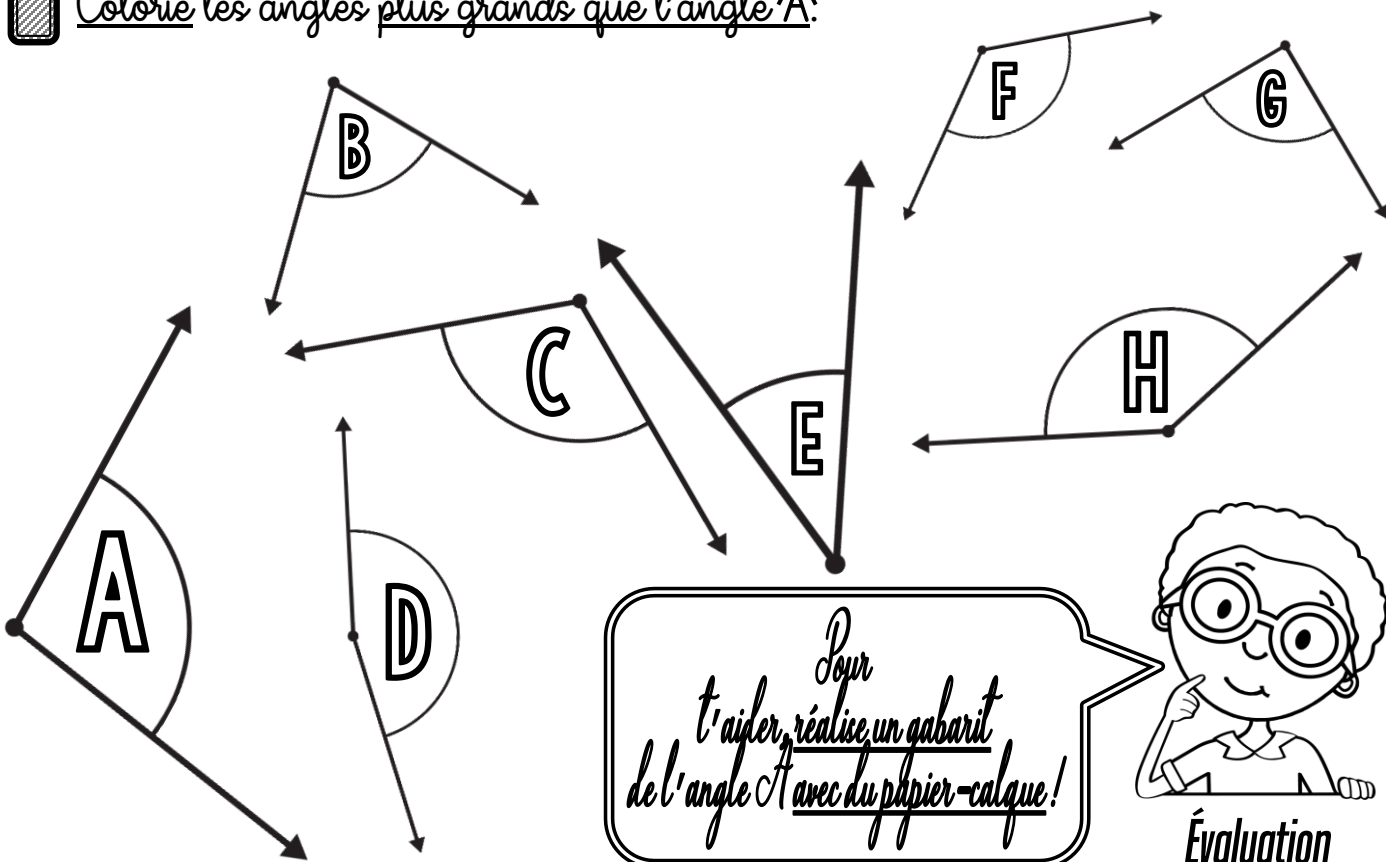 Colorie les angles plus grands que l'angle A.
B
F
G
C
E
H
A
D
Pour
t'aider, réalise un gabarit
de l'angle A avec du papier-calque !
Évaluation